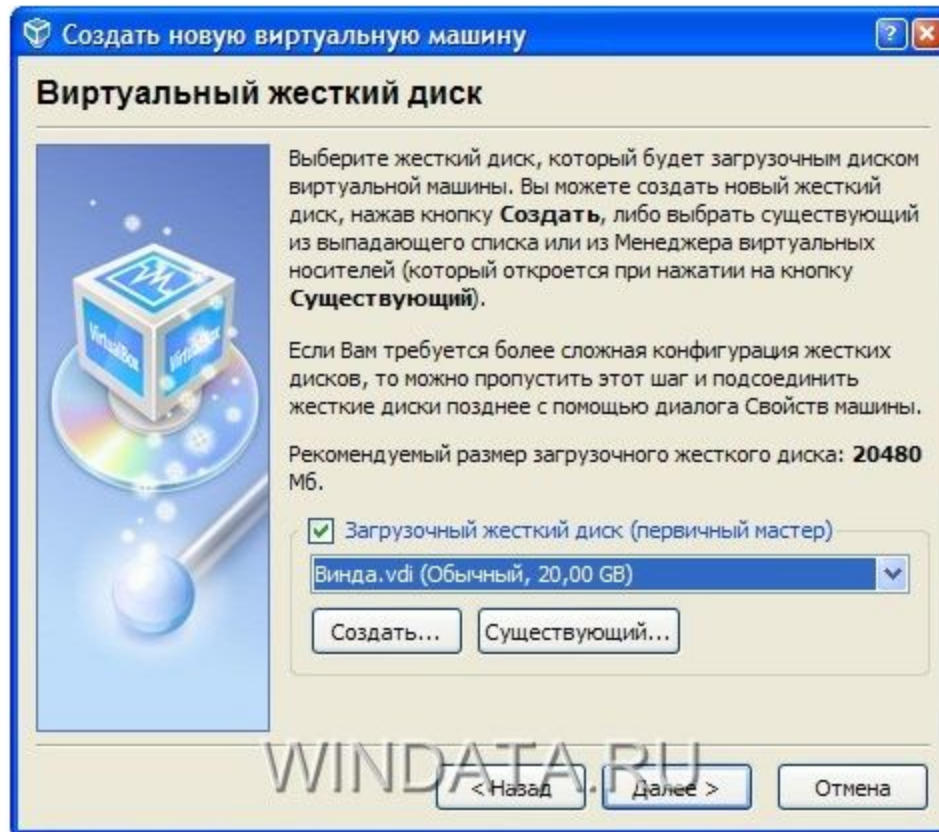 Создать новую виртуальную машину
Виртуальный жесткий диск
Выберите жесткий диск, который будет загрузочным диском
виртуальной машины. Вы можете создать новый жесткий
диск, нажав кнопку Создать, либо выбрать существующий
из выпадающего списка или из Менеджера виртуальных
носителей (который откроется при нажатии на кнопку
Существующий).
Если Вам требуется более сложная конфигурация жестких
дисков, то можно пропустить этот шаг и подсоединить
жесткие диски позднее с помощью диалога Свойств машины.
Рекомендуемый размер загрузочного жесткого диска: 20480
Мб.
Загрузочный жесткий диск (первичный мастер)
Винда.vdi (Обычный, 20,00 GB)
Создать...
Существующий...
VirtualBox
VirtualBox
WINDATA.RU
< Назад
Далее >
Отмена